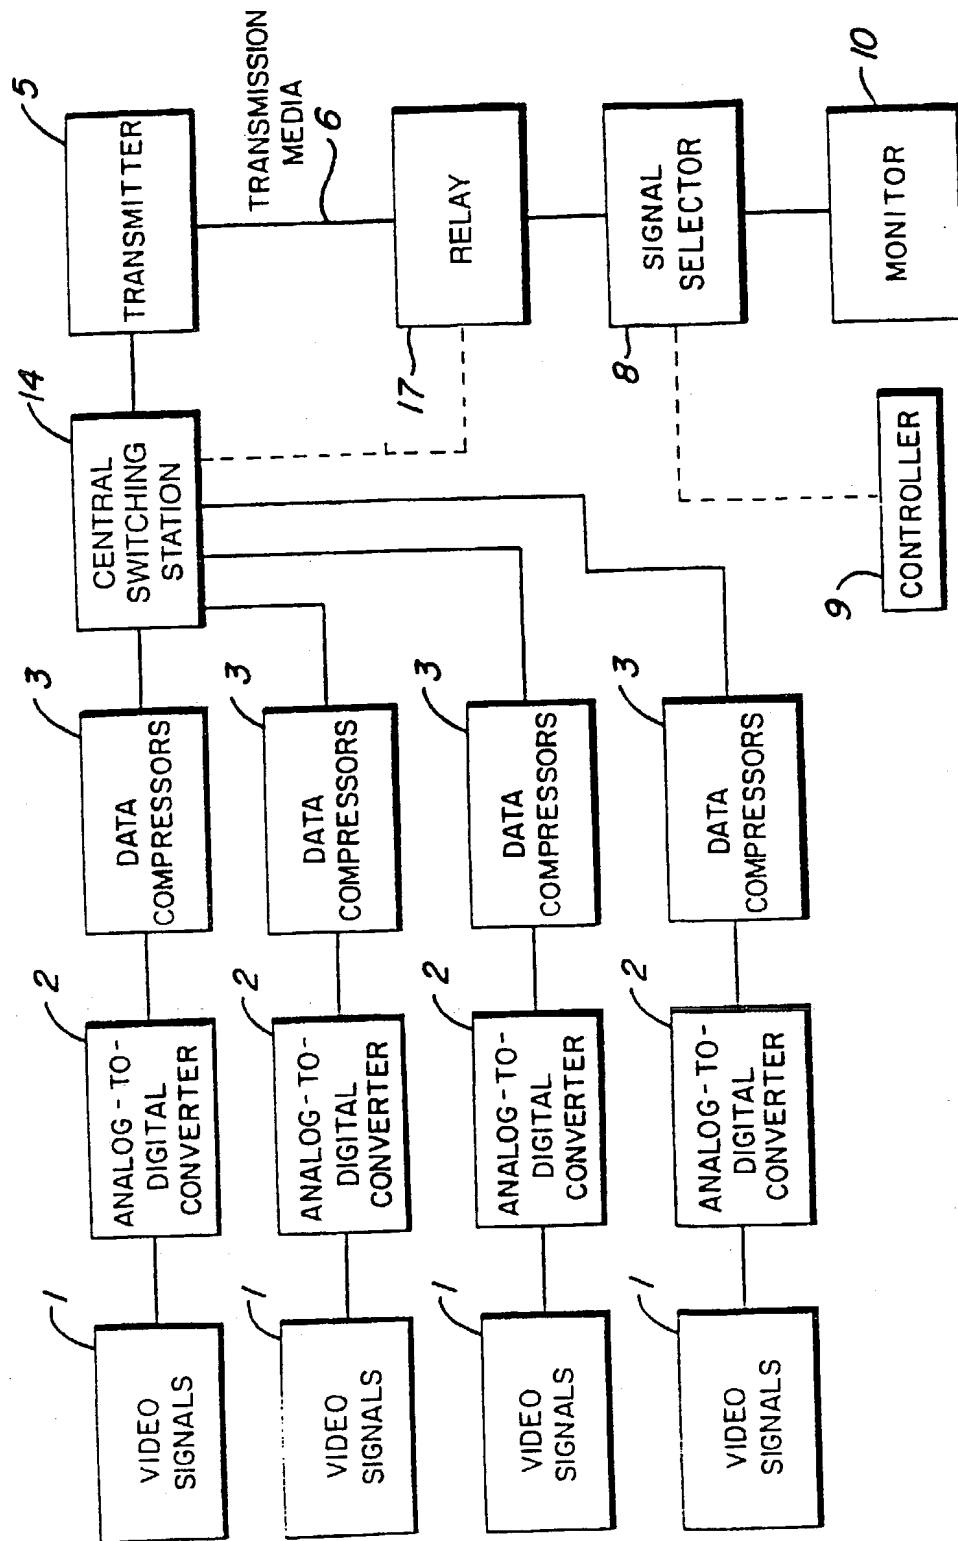 1
VIDEO
SIGNALS
2
ANALOG-TO-
DIGITAL
CONVERTER
3
DATA
COMPRESSORS
14
CENTRAL
SWITCHING
STATION
5
TRANSMITTER
1
VIDEO
SIGNALS
2
ANALOG-TO-
DIGITAL
CONVERTER
3
DATA
COMPRESSORS
TRANSMISSION
MEDIA
6
1
VIDEO
SIGNALS
2
ANALOG-TO-
DIGITAL
CONVERTER
3
DATA
COMPRESSORS
17
RELAY
1
VIDEO
SIGNALS
2
ANALOG-TO-
DIGITAL
CONVERTER
3
DATA
COMPRESSORS
8
SIGNAL
SELECTOR
9
CONTROLLER
10
MONITOR